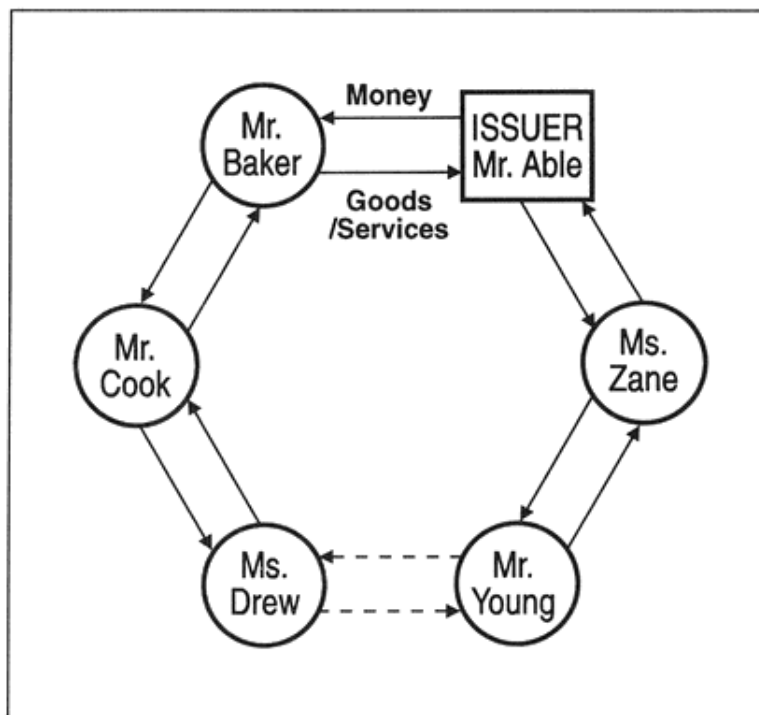 Money
Mr.
Baker
ISSUER
Mr. Able
Goods
/Services
Mr.
Cook
Ms.
Zane
Ms.
Drew
Mr.
Young